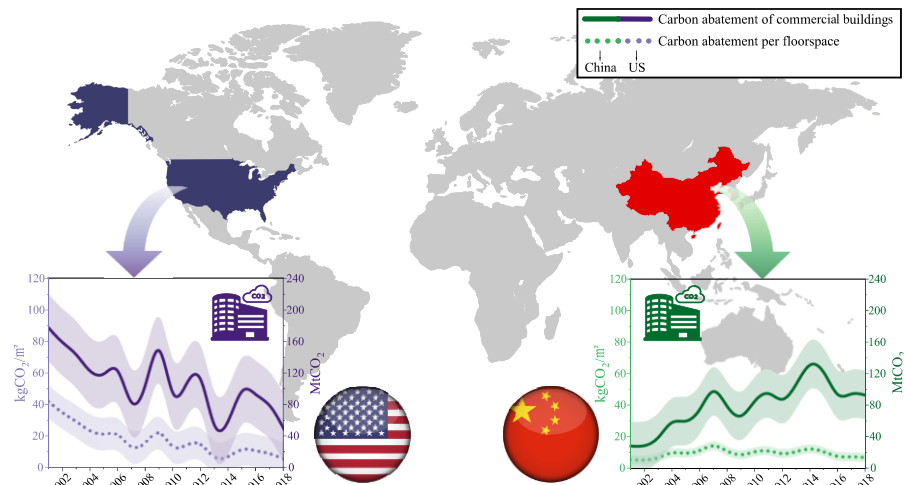 Carbon abatement of commercial buildings
Carbon abatement per floorspace
China US
120 240
100 200
80 160
60 120
40 80
20 40
0 0
kgCO₂/m²
MtCO₂
CO2
002 2004 2006 2008 2010 2012 2014 2016 2018
120 240
100 200
80 160
60 120
40 80
20 40
0 0
kgCO₂/m²
MtCO₂
CO2
002 2004 2006 2008 2010 2012 2014 2016 2018